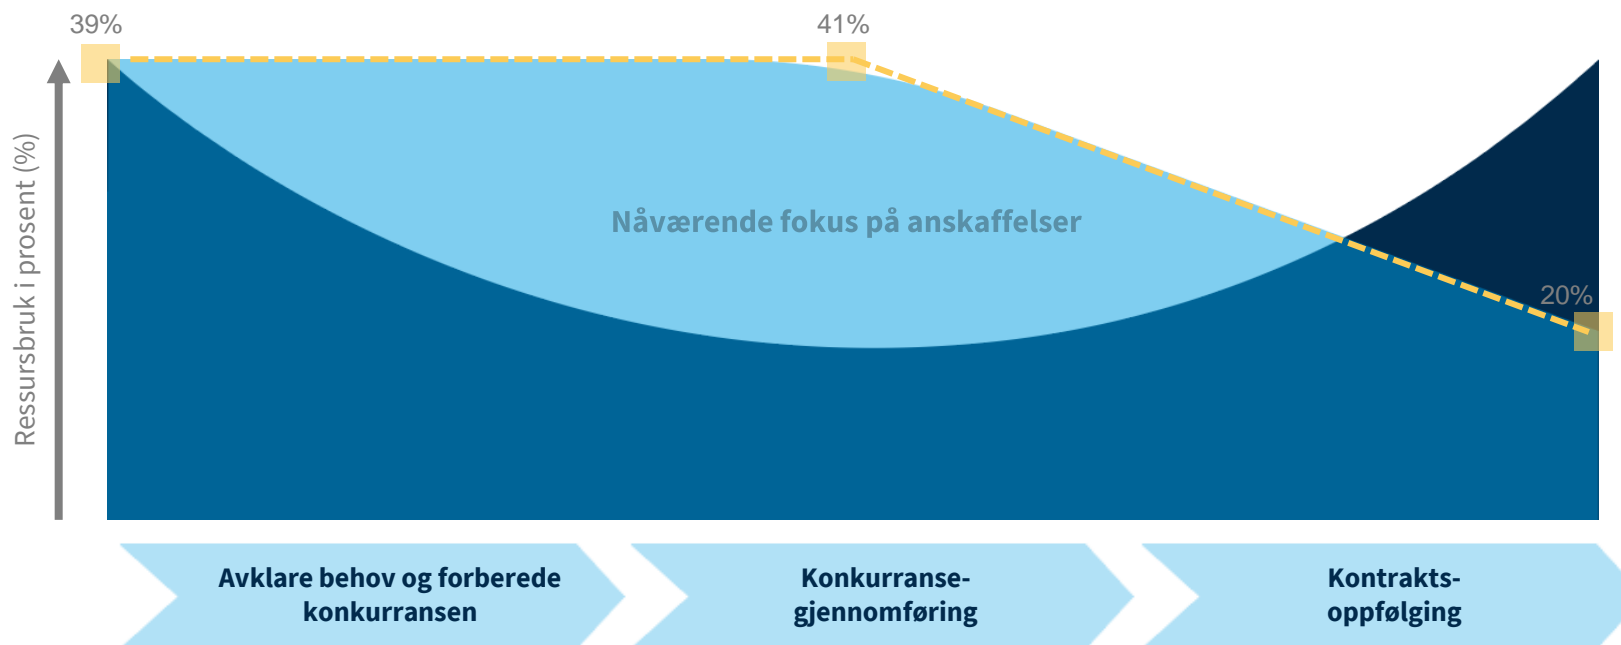 39%
41%
Ressursbruk i prosent (%)
Nåværende fokus på anskaffelser
20%
Avklare behov og forberede
konkurransen
Konkurranse-
gjennomføring
Kontrakts-
oppfølging